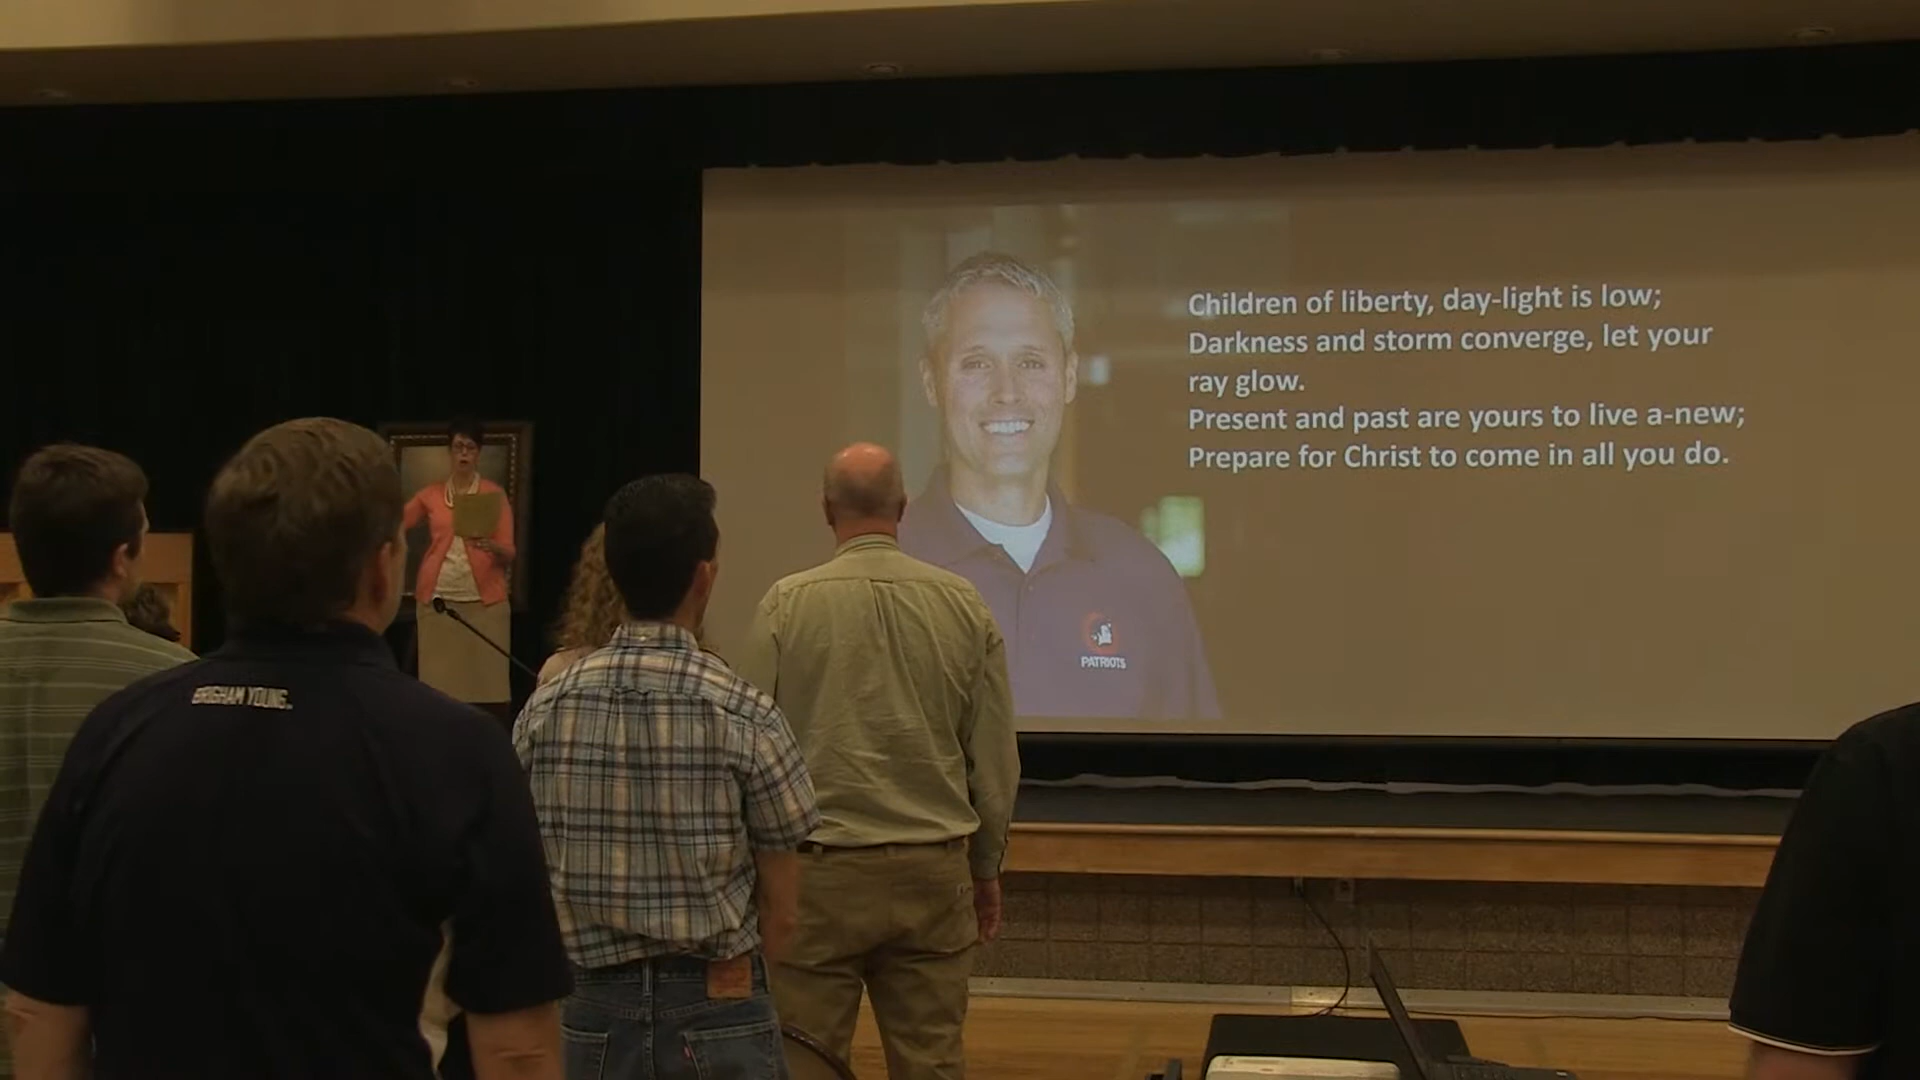 Children of liberty, day-light is low;
Darkness and storm converge, let your
ray glow.
Present and past are yours to live a-new;
Prepare for Christ to come in all you do.
PATRIOTS
BRIGHAM YOUNG